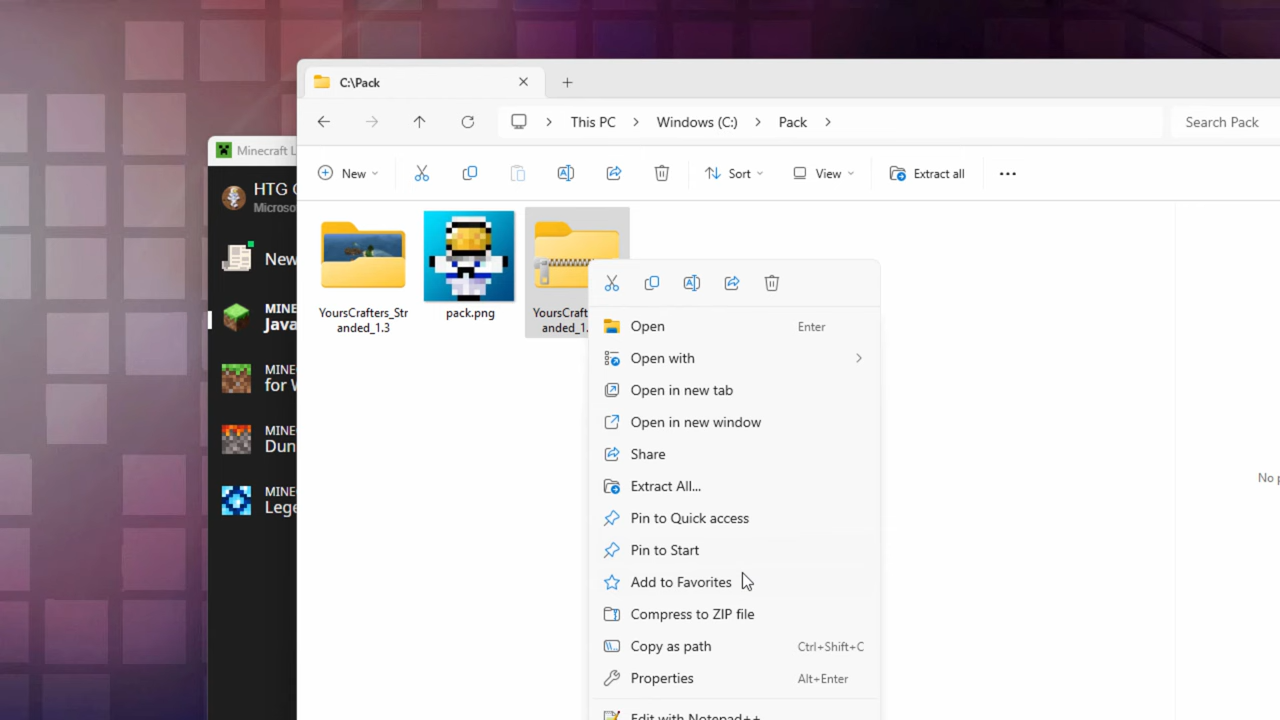 C:\Pack
This PC
Windows (C:)
Pack
Search Pack
Minecraft
New
Sort
View
Extract all
HTG
YoursCrafters_Str
anded_1.3
pack.png
New
MINE
Java
MINE
for
MINE
Dun
MINE
Lege
Open
Enter
Open with
Open in new tab
Open in new window
Share
Extract All...
Pin to Quick access
Pin to Start
Add to Favorites
Compress to ZIP file
Copy as path
Ctrl+Shift+C
Properties
Alt+Enter
Edit with Notepad++
No